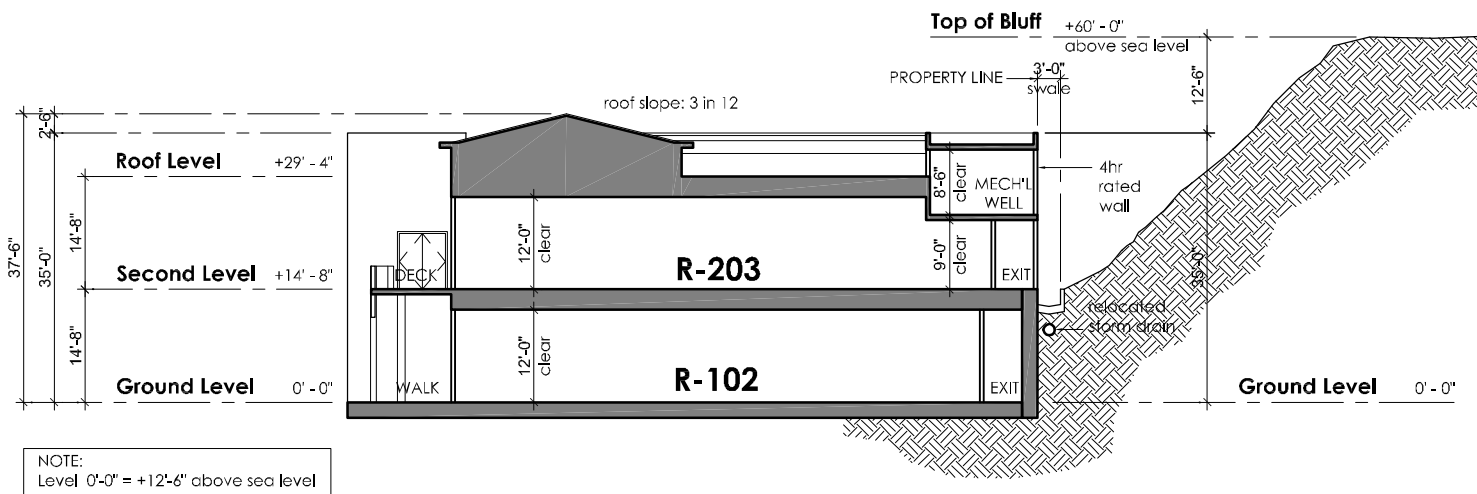 Top of Bluff +60' - 0"
above sea level
3'-0"
PROPERTY LINE
swale
12'-6"
roof slope: 3 in 12
2'-6"
Roof Level +29' - 4"
8'-6"
clear
MECH'L
WELL
4hr
rated
wall
37'-6"
35'-0"
14'-8"
12'-0"
clear
9'-0"
clear
35'-0"
Second Level +14' - 8"
DECK
R-203
EXIT
relocated
storm drain
14'-8"
12'-0"
clear
Ground Level 0' - 0"
WALK
R-102
EXIT
Ground Level 0' - 0"
NOTE:
Level 0'-0" = +12'-6" above sea level